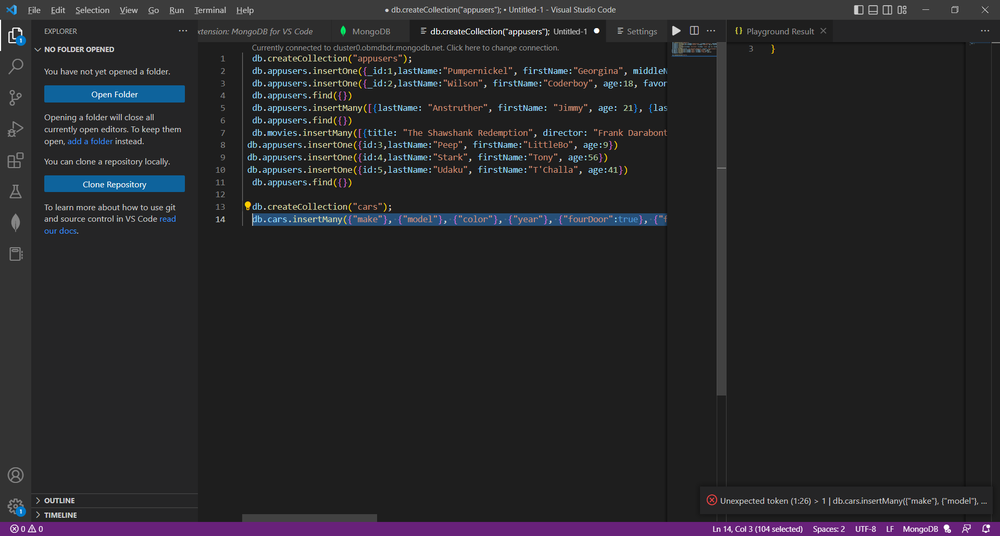 File Edit Selection View Go Run Terminal Help
● db.createCollection("appusers"); • Untitled-1 - Visual Studio Code
EXPLORER
NO FOLDER OPENED
You have not yet opened a folder.
Open Folder
Opening a folder will close all
currently open editors. To keep them
open, add a folder instead.
You can clone a repository locally.
Clone Repository
To learn more about how to use git
and source control in VS Code read
our docs.
OUTLINE
TIMELINE
xtension: MongoDB for VS Code
MongoDB
db.createCollection("appusers"); Untitled-1 ●
Settings
Currently connected to cluster0.obmdbdr.mongodb.net. Click here to change connection.
1 db.createCollection("appusers");
2 db.appusers.insertOne({_id:1,lastName:"Pumpernickel", firstName:"Georgina", middleN
3 db.appusers.insertOne({_id:2,lastName:"Wilson", firstName:"Coderboy", age:18, favor
4 db.appusers.find({})
5 db.appusers.insertMany([{lastName: "Anstruther", firstName: "Jimmy", age: 21}, {las
6 db.appusers.find({})
7 db.movies.insertMany([{title: "The Shawshank Redemption", director: "Frank Darabont
8 db.appusers.insertOne({id:3,lastName:"Peep", firstName:"LittleBo", age:9})
9 db.appusers.insertOne({id:4,lastName:"Stark", firstName:"Tony", age:56})
10 db.appusers.insertOne({id:5,lastName:"Udaku", firstName:"T'Challa", age:41})
11 db.appusers.find({})
12
13 db.createCollection("cars");
14 db.cars.insertMany({"make"}, {"model"}, {"color"}, {"year"}, {"fourDoor":true}, {"f
Playground Result
3 }
Unexpected token (1:26) > 1 | db.cars.insertMany({"make"}, {"model"}, ...
1
1
0 0
Ln 14, Col 3 (104 selected) Spaces: 2 UTF-8 LF MongoDB